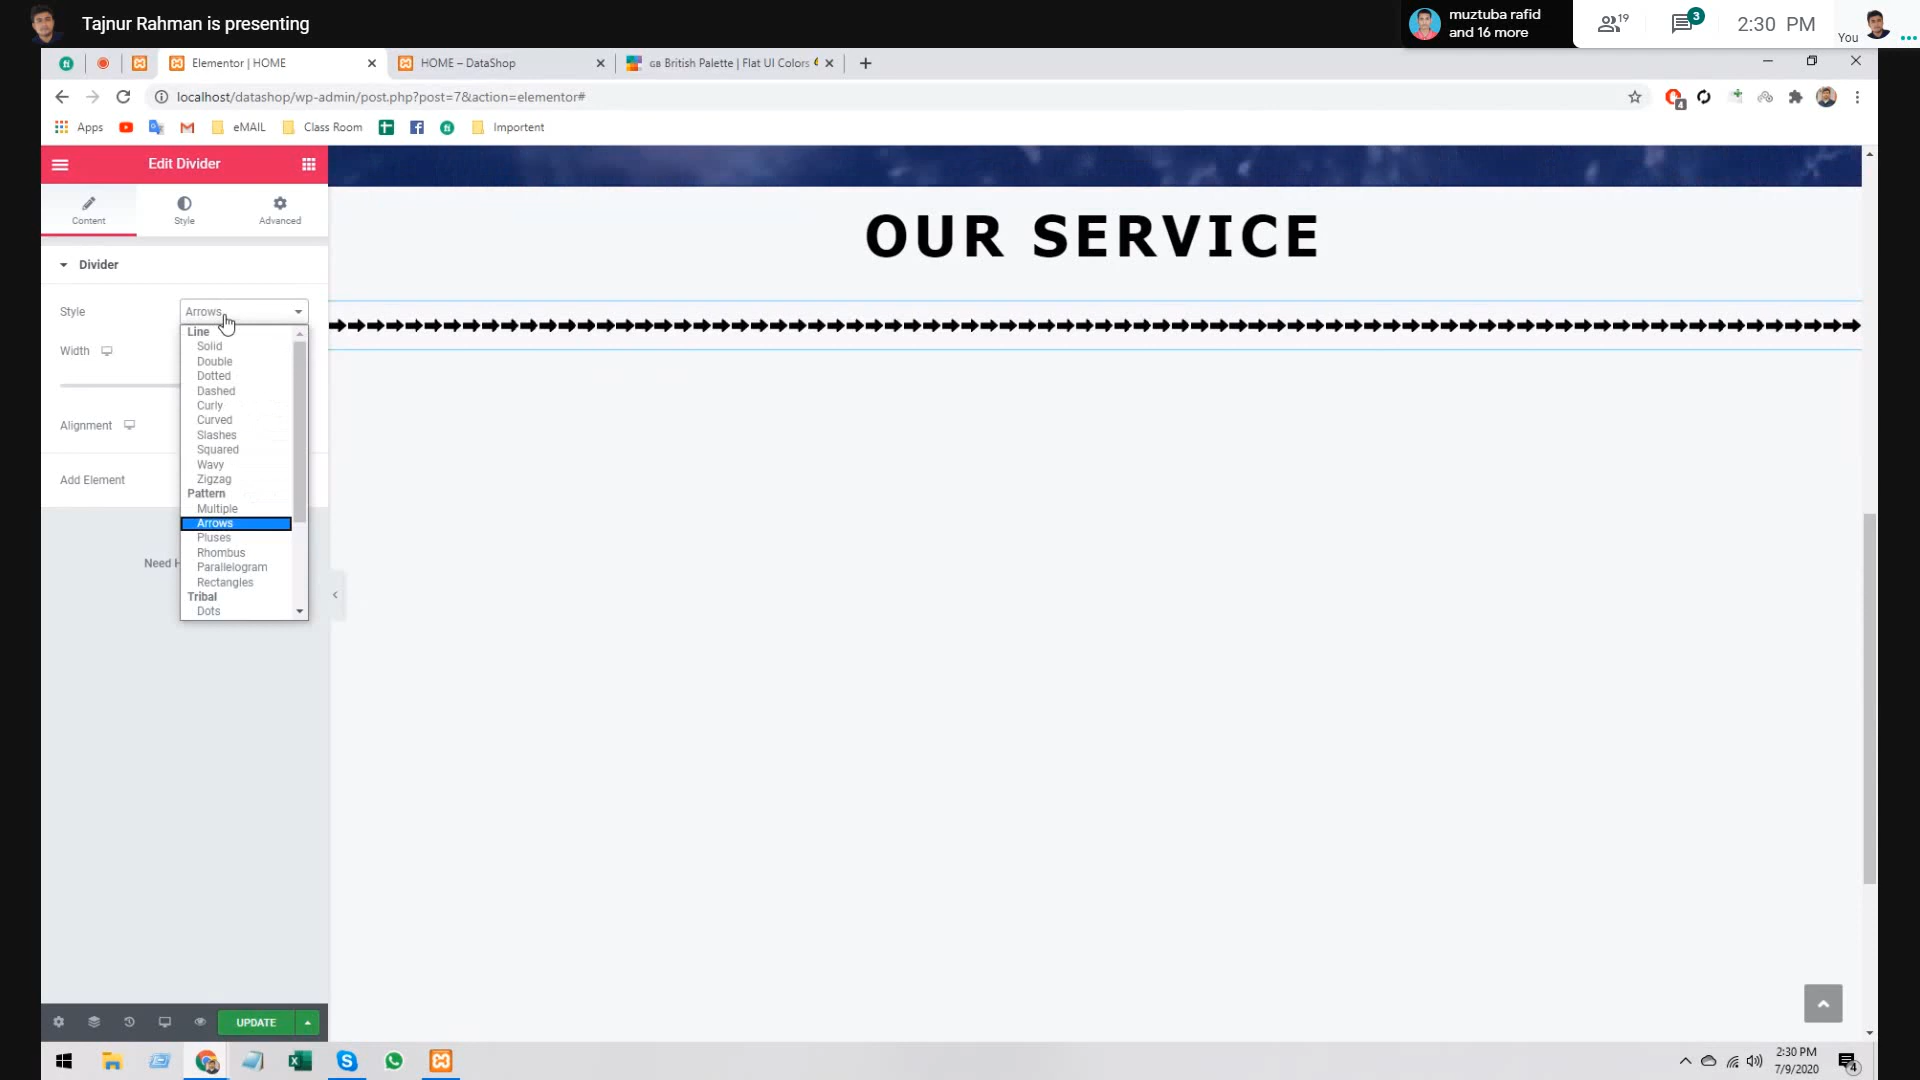 Tajnur Rahman is presenting
muztuba rafid
and 16 more
19
3
2:30 PM
You
Elementor | HOME
HOME – DataShop
GB British Palette | Flat UI Colors
localhost/datashop/wp-admin/post.php?post=7&action=elementor#
4
Apps
eMAIL
Class Room
Importent
Edit Divider
Content
Style
Advanced
OUR SERVICE
Divider
Style
Arrows
Line
Solid
Width
Double
Dotted
Dashed
Curly
Curved
Alignment
Slashes
Squared
Wavy
Zigzag
Add Element
Pattern
Multiple
Arrows
Pluses
Rhombus
Need H
Parallelogram
Rectangles
Tribal
Dots
UPDATE
2:30 PM
7/9/2020
4